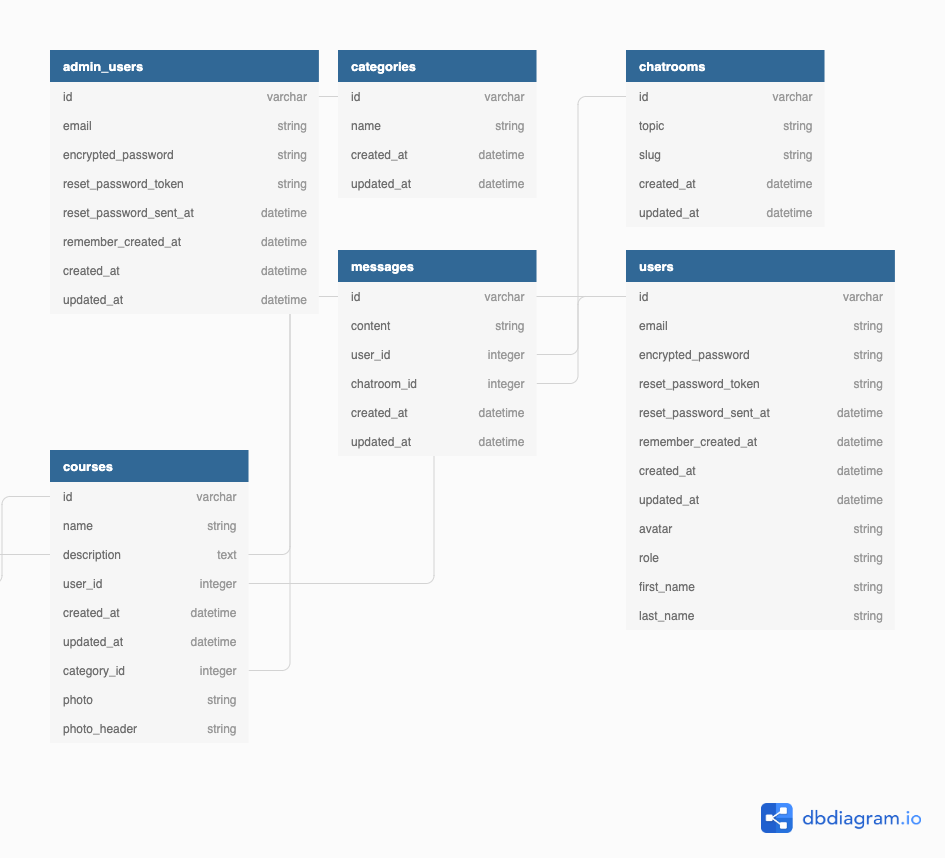 admin_users
id varchar
email string
encrypted_password string
reset_password_token string
reset_password_sent_at datetime
remember_created_at datetime
created_at datetime
updated_at datetime
categories
id varchar
name string
created_at datetime
updated_at datetime
chatrooms
id varchar
topic string
slug string
created_at datetime
updated_at datetime
messages
id varchar
content string
user_id integer
chatroom_id integer
created_at datetime
updated_at datetime
users
id varchar
email string
encrypted_password string
reset_password_token string
reset_password_sent_at datetime
remember_created_at datetime
created_at datetime
updated_at datetime
avatar string
role string
first_name string
last_name string
courses
id varchar
name string
description text
user_id integer
created_at datetime
updated_at datetime
category_id integer
photo string
photo_header string
dbdiagram.io